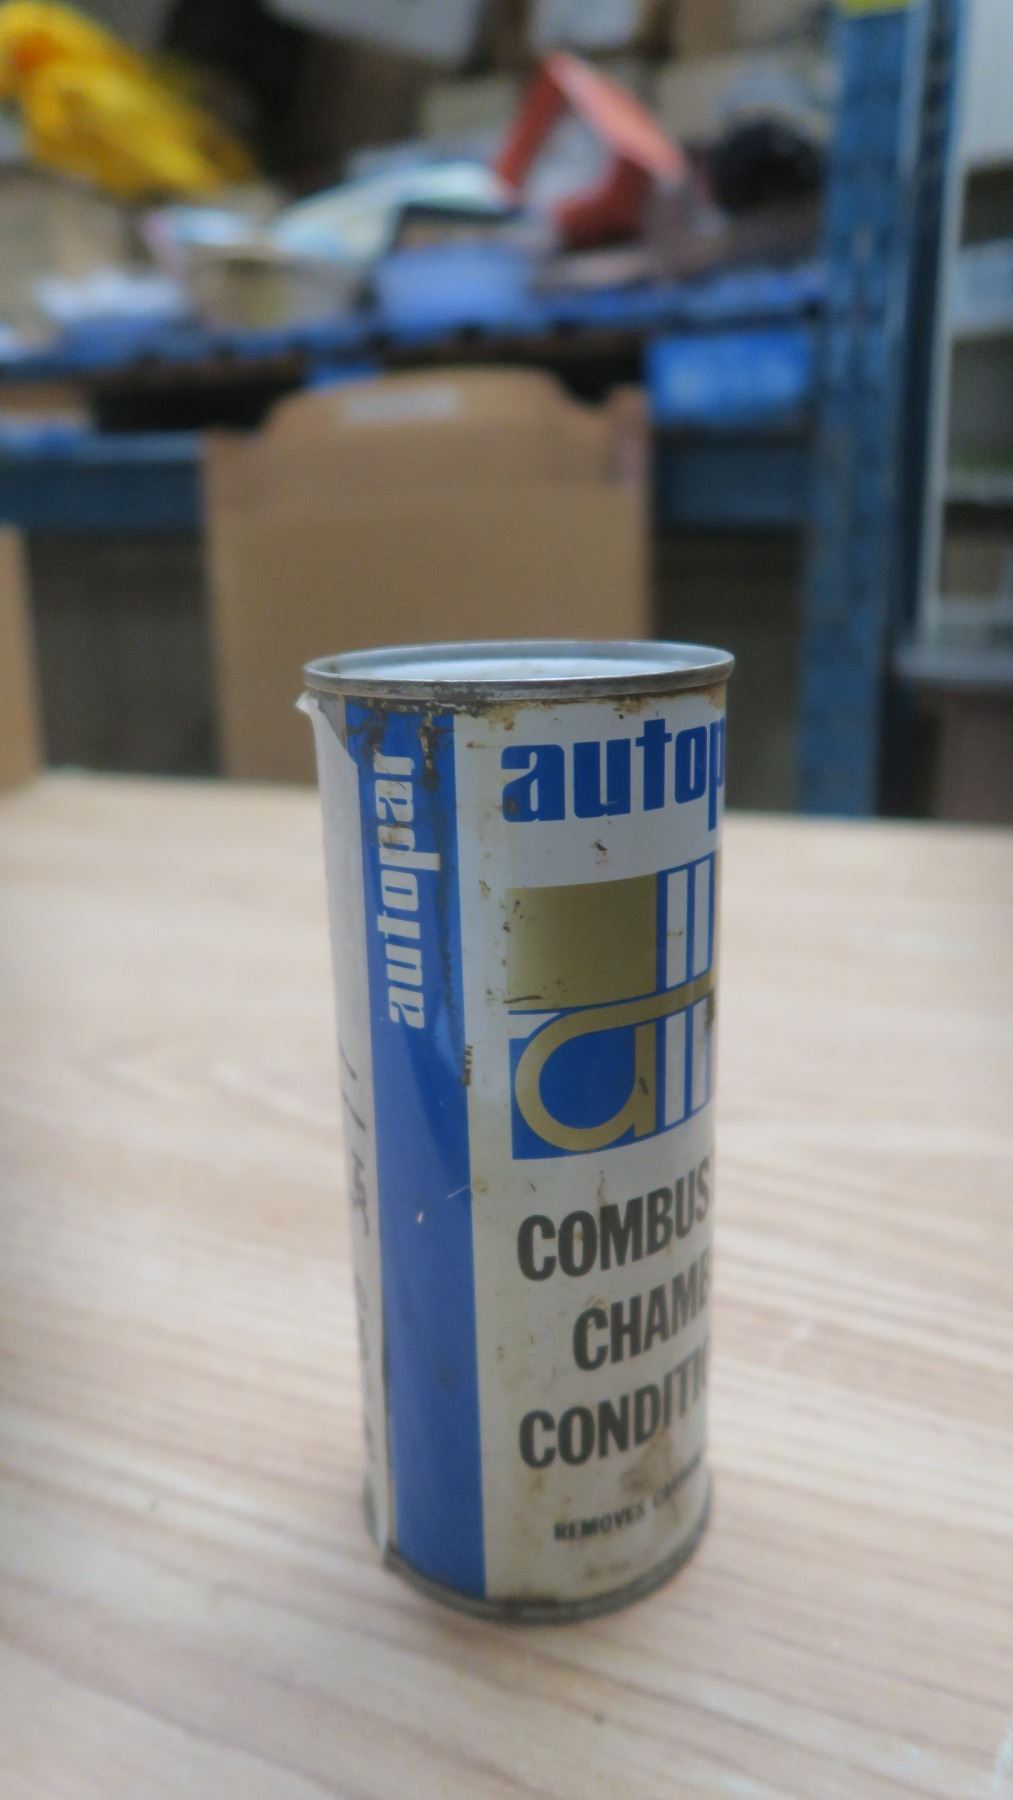 autopar
autop
COMBUS
CHAMB
CONDITI
REMOVES